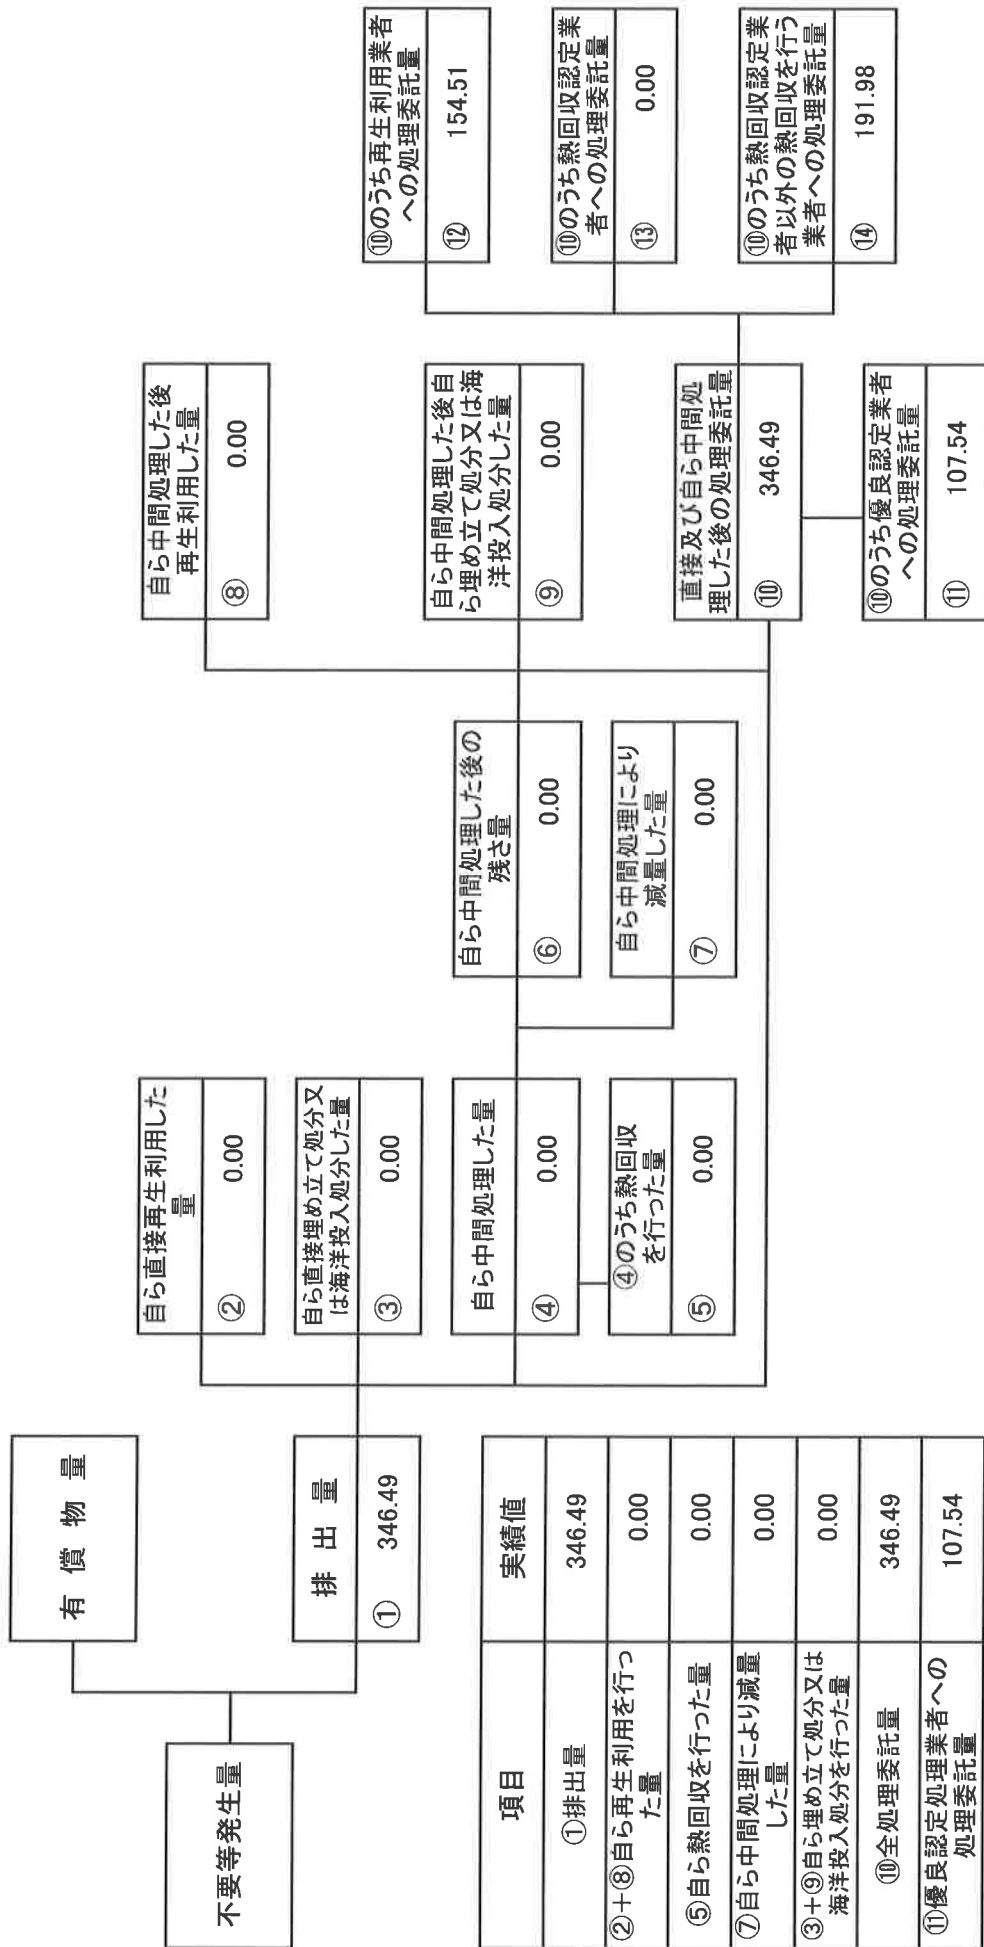 有 償 物 量
不要等発生量
排 出 量
① 346.49
自ら直接再生利用した
量
② 0.00
自ら直接埋め立て処分又
は海洋投入処分した量
③ 0.00
自ら中間処理した量
④ 0.00
④のうち熱回収
を行った量
⑤ 0.00
自ら中間処理した後の
残さ量
⑥ 0.00
自ら中間処理により
減量した量
⑦ 0.00
自ら中間処理した後
再生利用した量
⑧ 0.00
自ら中間処理した後自
ら埋め立て処分又は海
洋投入処分した量
⑨ 0.00
直接及び自ら中間処
理した後の処理委託量
⑩ 346.49
⑩のうち優良認定業者
への処理委託量
⑪ 107.54
⑩のうち再生利用業者
への処理委託量
⑫ 154.51
⑩のうち熱回収認定業
者への処理委託量
⑬ 0.00
⑩のうち熱回収認定業
者以外の熱回収を行う
業者への処理委託量
⑭ 191.98
項目 実績値
①排出量 346.49
②+⑧自ら再生利用を行っ
た量 0.00
⑤自ら熱回収を行った量 0.00
⑦自ら中間処理により減量
した量 0.00
③+⑨自ら埋め立て処分又は
海洋投入処分を行った量 0.00
⑩全処理委託量 346.49
⑪優良認定処理業者への
処理委託量 107.54